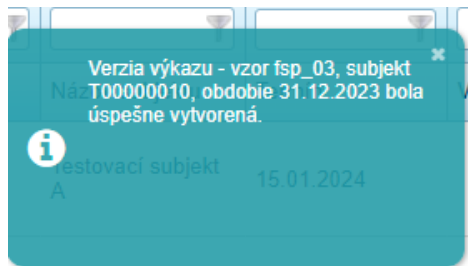 Verzia výkazu - vzor fsp_03, subjekt
T00000010, obdobie 31.12.2023 bola
úspešne vytvorená.
×
Testovací subjekt
A
15.01.2024